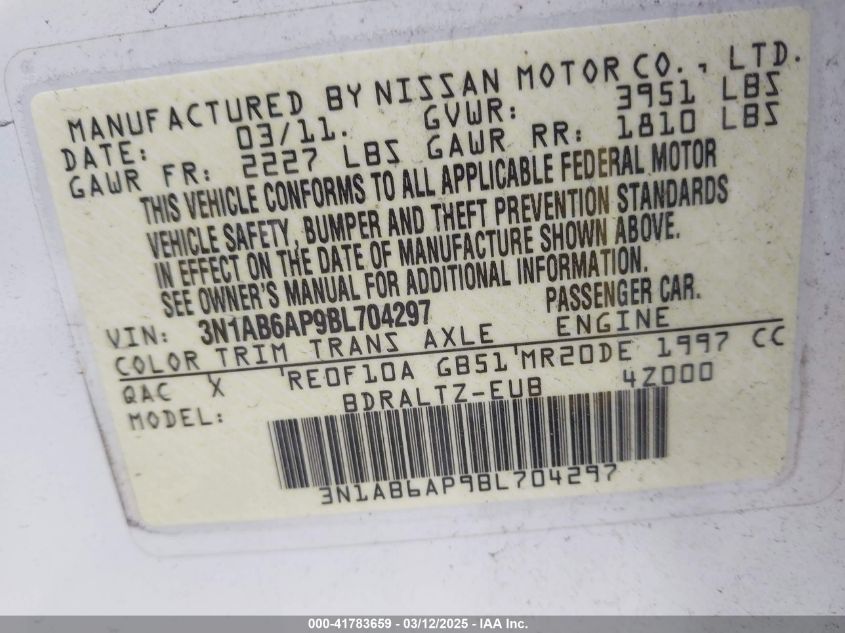 MANUFACTURED BY NISSAN MOTOR CO., LTD.
DATE: 03/11. GVWR: 3951 LBS
GAWR FR: 2227 LBS GAWR RR: 1810 LBS
THIS VEHICLE CONFORMS TO ALL APPLICABLE FEDERAL MOTOR
VEHICLE SAFETY, BUMPER AND THEFT PREVENTION STANDARDS
IN EFFECT ON THE DATE OF MANUFACTURE SHOWN ABOVE.
SEE OWNER'S MANUAL FOR ADDITIONAL INFORMATION.
VIN: 3N1AB6AP9BL704297 PASSENGER CAR.
COLOR TRIM TRANS AXLE ENGINE
QAC X RE0F10A GB51 MR20DE 1997 CC
MODEL: BDRALTZ-EUB 4Z000
3N1AB6AP9BL704297
000-41783659 - 03/12/2025 - IAA Inc.